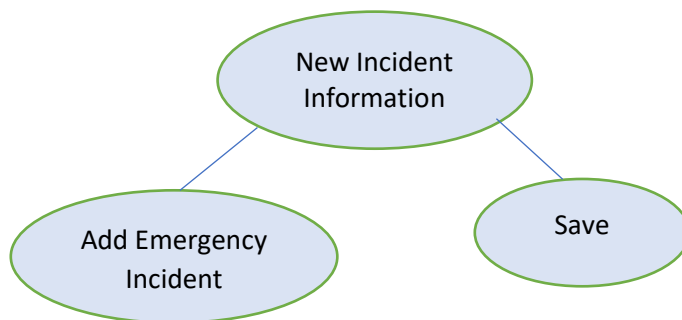 New Incident
Information
Add Emergency
Incident
Save